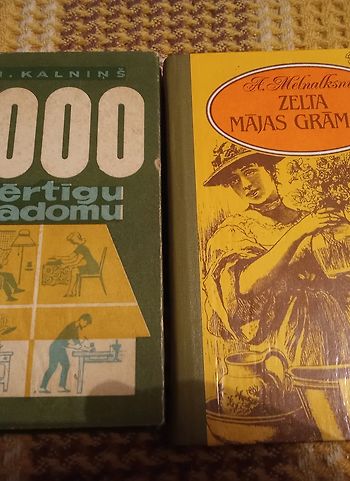 KALNIŅŠ
000
ērtīgu
adomu
A. Melnalksn
ZELTA
MĀJAS GRĀM